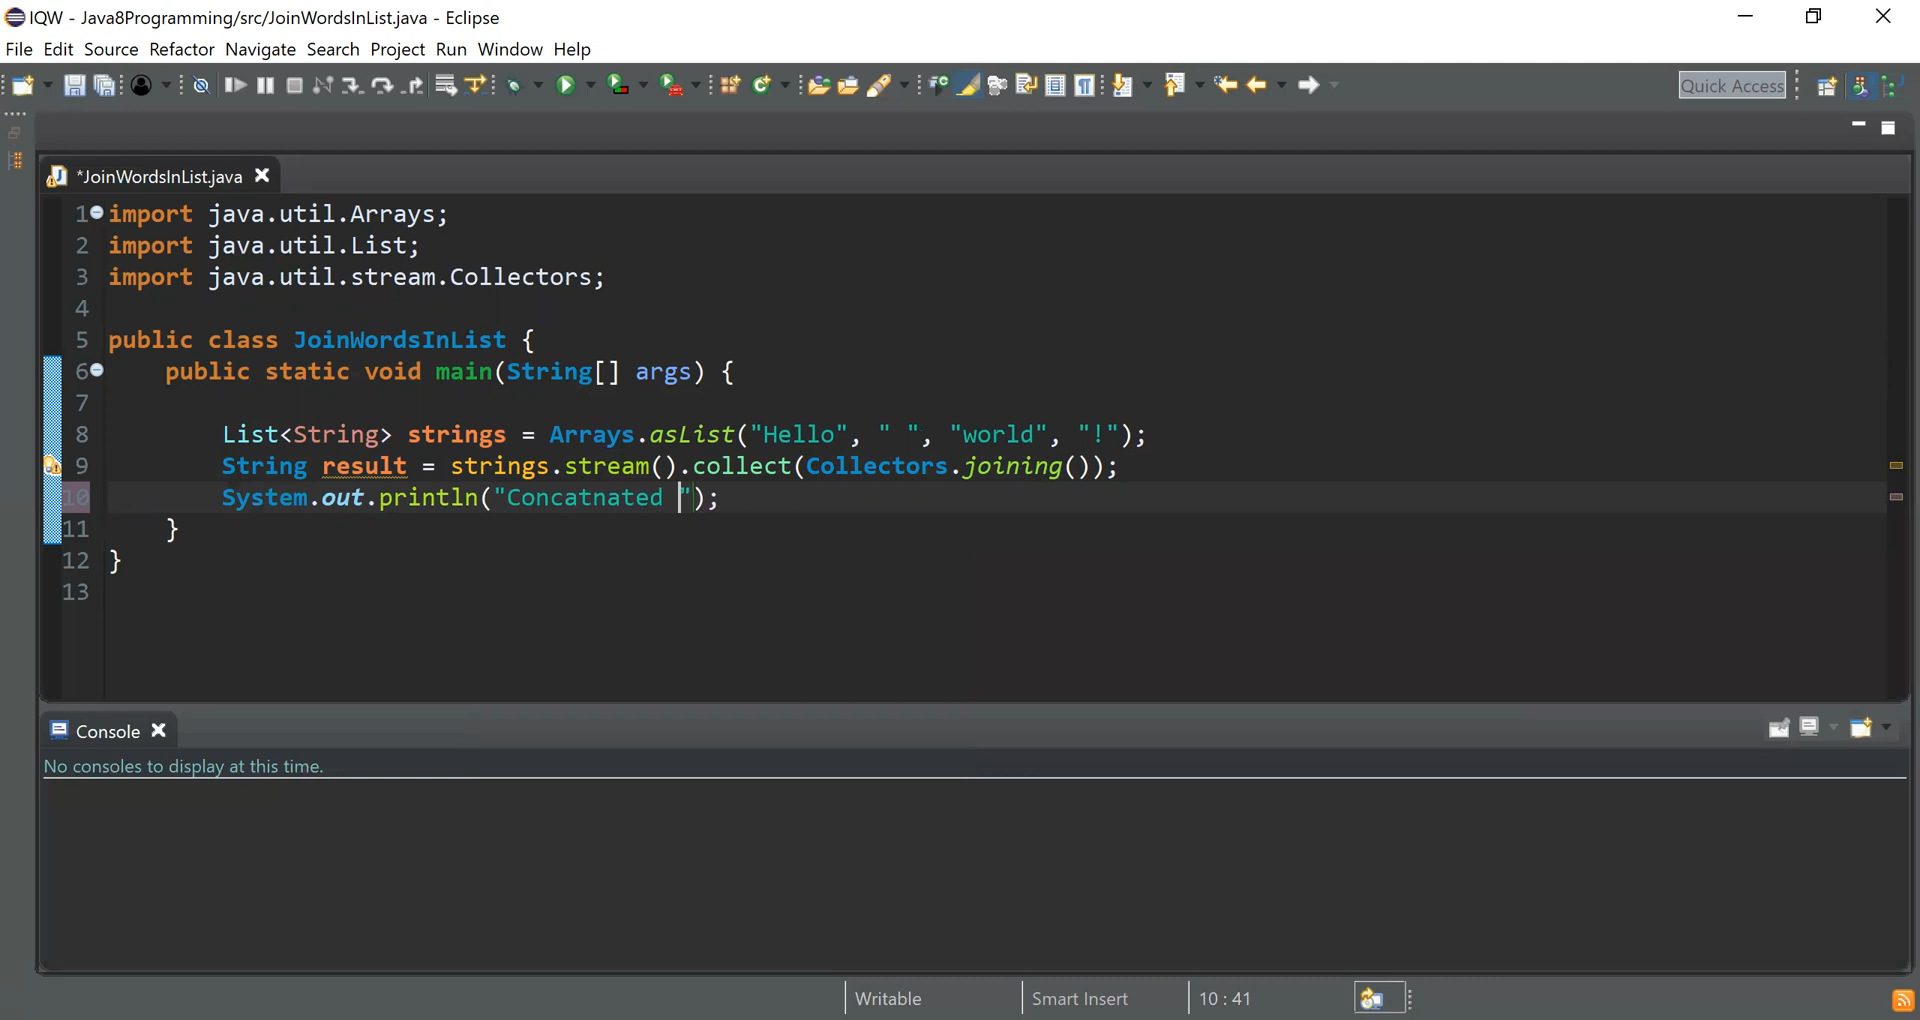 IQW - Java8Programming/src/JoinWordsInList.java - Eclipse
File Edit Source Refactor Navigate Search Project Run Window Help
Quick Access
*JoinWordsInList.java
1 import java.util.Arrays;
2 import java.util.List;
3 import java.util.stream.Collectors;
4
5 public class JoinWordsInList {
6 public static void main(String[] args) {
7
8 List<String> strings = Arrays.asList("Hello", " ", "world", "!");
9 String result = strings.stream().collect(Collectors.joining());
10 System.out.println("Concatnated ");
11 }
12 }
13
Console
No consoles to display at this time.
Writable Smart Insert 10 : 41